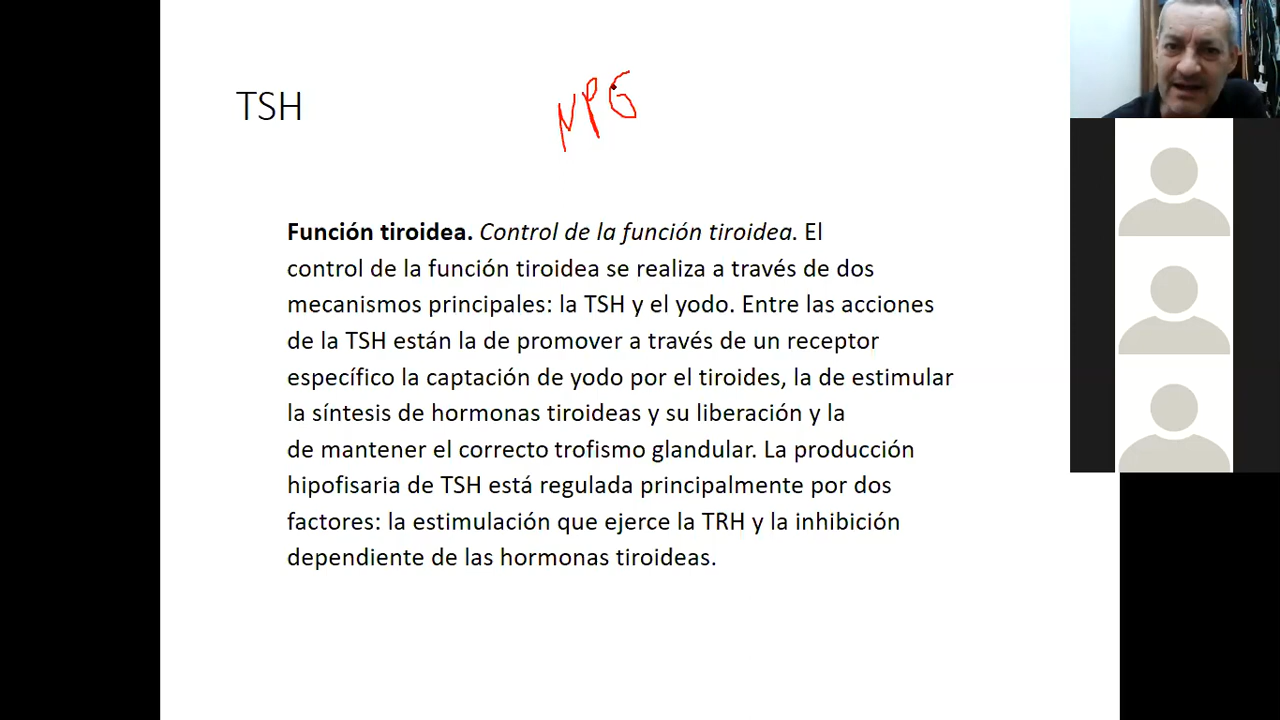 TSH
NPG
Función tiroidea. Control de la función tiroidea. El
control de la función tiroidea se realiza a través de dos
mecanismos principales: la TSH y el yodo. Entre las acciones
de la TSH están la de promover a través de un receptor
específico la captación de yodo por el tiroides, la de estimular
la síntesis de hormonas tiroideas y su liberación y la
de mantener el correcto trofismo glandular. La producción
hipofisaria de TSH está regulada principalmente por dos
factores: la estimulación que ejerce la TRH y la inhibición
dependiente de las hormonas tiroideas.